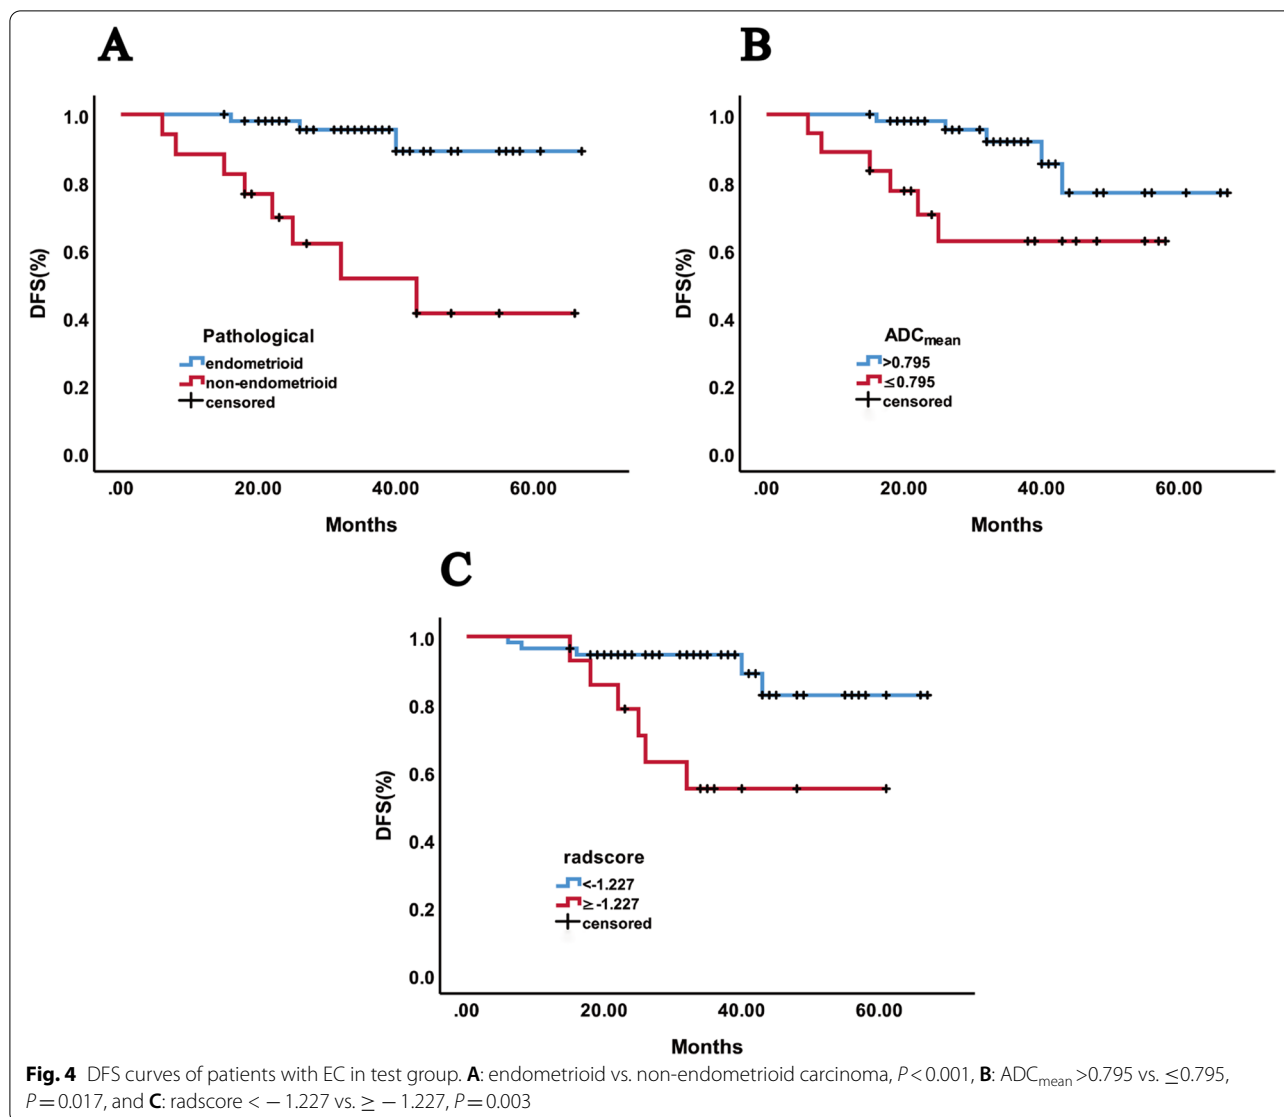 A
1.0
0.8
0.6
0.4
0.2
0.0
DFS(%)
Pathological
endometrioid
non-endometrioid
censored
.00 20.00 40.00 60.00
Months
B
1.0
0.8
0.6
0.4
0.2
0.0
DFS(%)
ADCmean
>0.795
≤0.795
censored
.00 20.00 40.00 60.00
Months
C
1.0
0.8
0.6
0.4
0.2
0.0
DFS(%)
radscore
<-1.227
≥-1.227
censored
.00 20.00 40.00 60.00
Months
Fig. 4 DFS curves of patients with EC in test group. A: endometrioid vs. non-endometrioid carcinoma, P < 0.001, B: ADCmean >0.795 vs. ≤0.795,
P = 0.017, and C: radscore < − 1.227 vs. ≥ − 1.227, P = 0.003